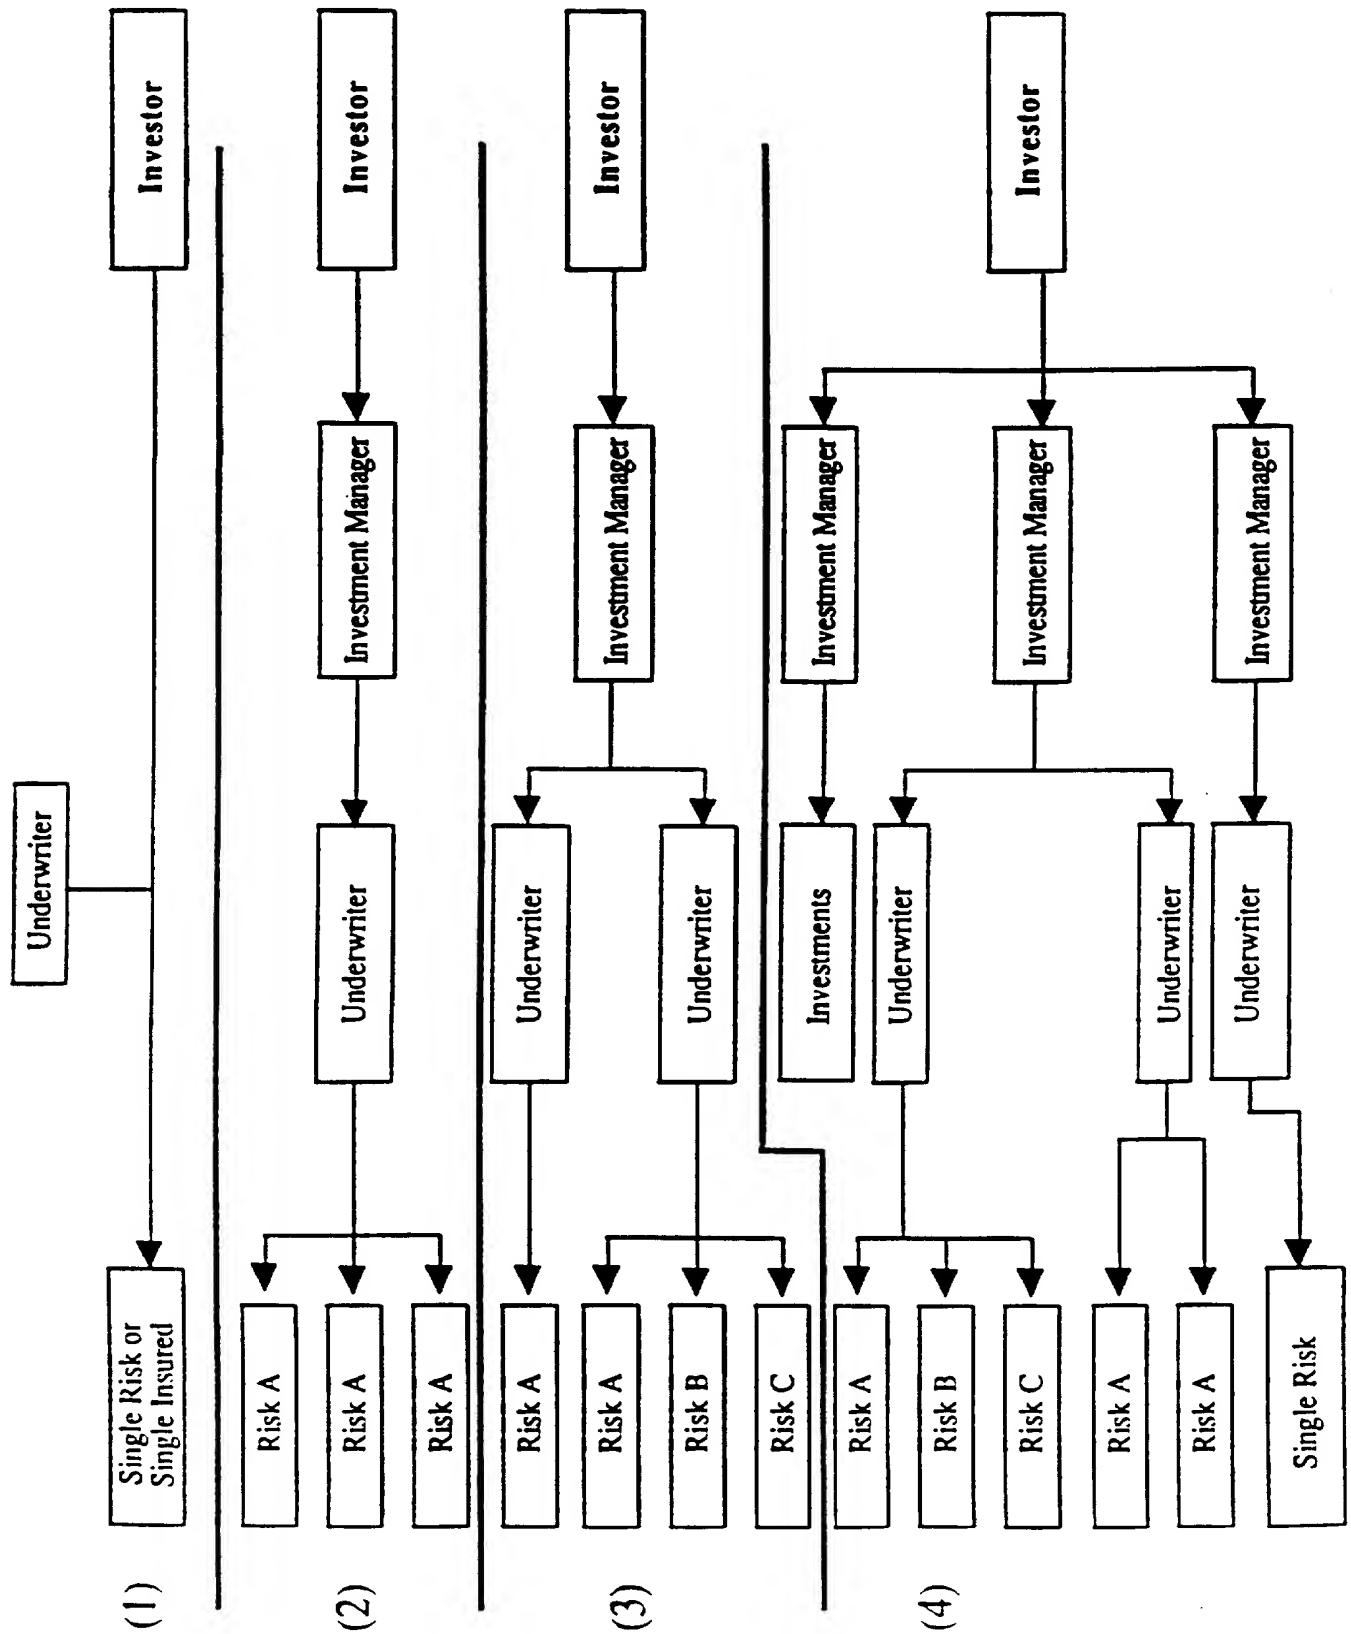 (1)
Single Risk or
Single Insured
Underwriter
Investor
(2)
Risk A
Risk A
Risk A
Underwriter
Investment Manager
Investor
(3)
Risk A
Risk A
Risk B
Risk C
Underwriter
Underwriter
Investment Manager
Investor
(4)
Risk A
Risk B
Risk C
Risk A
Risk A
Single Risk
Investments
Underwriter
Underwriter
Underwriter
Investment Manager
Investment Manager
Investment Manager
Investor